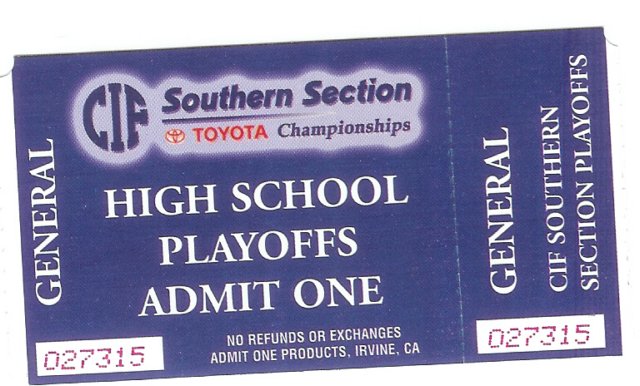 GENERAL
CIF
Southern Section
TOYOTA Championships
HIGH SCHOOL
PLAYOFFS
ADMIT ONE
NO REFUNDS OR EXCHANGES
ADMIT ONE PRODUCTS, IRVINE, CA
027315
GENERAL
CIF SOUTHERN
SECTION PLAYOFFS
027315